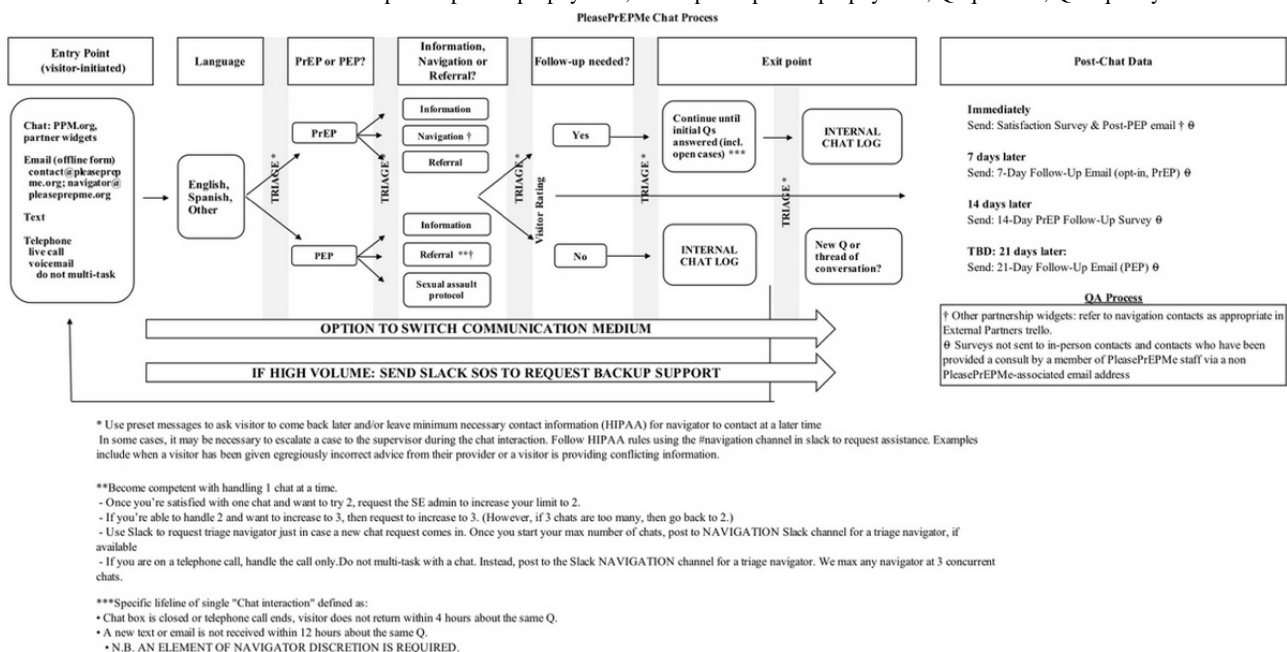 PleasePrEPMe Chat Process
Entry Point
(visitor-initiated)
Language
PrEP or PEP?
Information,
Navigation or
Referral?
Follow-up needed?
Exit point
Post-Chat Data
Chat: PPM.org,
partner widgets
Email (offline form)
contact@pleaseprep
me.org; navigator@
pleaseprepme.org
Text
Telephone
live call
voicemail
do not multi-task
English,
Spanish,
Other
TRIAGE *
PrEP
PEP
TRIAGE *
Information
Navigation †
Referral
Information
Referral **†
Sexual assault
protocol
TRIAGE *
Visitor Rating
Yes
No
TRIAGE *
Continue until
initial Qs
answered (incl.
open cases) ***
INTERNAL
CHAT LOG
TRIAGE *
INTERNAL
CHAT LOG
New Q or
thread of
conversation?
Immediately
Send: Satisfaction Survey & Post-PEP email † θ
7 days later
Send: 7-Day Follow-Up Email (opt-in, PrEP) θ
14 days later
Send: 14-Day PrEP Follow-Up Survey θ
TBD: 21 days later:
Send: 21-Day Follow-Up Email (PEP) θ
QA Process
† Other partnership widgets: refer to navigation contacts as appropriate in
External Partners trello.
θ Surveys not sent to in-person contacts and contacts who have been
provided a consult by a member of PleasePrEPMe staff via a non
PleasePrEPMe-associated email address
OPTION TO SWITCH COMMUNICATION MEDIUM
IF HIGH VOLUME: SEND SLACK SOS TO REQUEST BACKUP SUPPORT
* Use preset messages to ask visitor to come back later and/or leave minimum necessary contact information (HIPAA) for navigator to contact at a later time
In some cases, it may be necessary to escalate a case to the supervisor during the chat interaction. Follow HIPAA rules using the #navigation channel in slack to request assistance. Examples
include when a visitor has been given egregiously incorrect advice from their provider or a visitor is providing conflicting information.
**Become competent with handling 1 chat at a time.
- Once you're satisfied with one chat and want to try 2, request the SE admin to increase your limit to 2.
- If you're able to handle 2 and want to increase to 3, then request to increase to 3. (However, if 3 chats are too many, then go back to 2.)
- Use Slack to request triage navigator just in case a new chat request comes in. Once you start your max number of chats, post to NAVIGATION Slack channel for a triage navigator, if
available
- If you are on a telephone call, handle the call only.Do not multi-task with a chat. Instead, post to the Slack NAVIGATION channel for a triage navigator. We max any navigator at 3 concurrent
chats.
***Specific lifeline of single "Chat interaction" defined as:
• Chat box is closed or telephone call ends, visitor does not return within 4 hours about the same Q.
• A new text or email is not received within 12 hours about the same Q.
• N.B. AN ELEMENT OF NAVIGATOR DISCRETION IS REQUIRED.